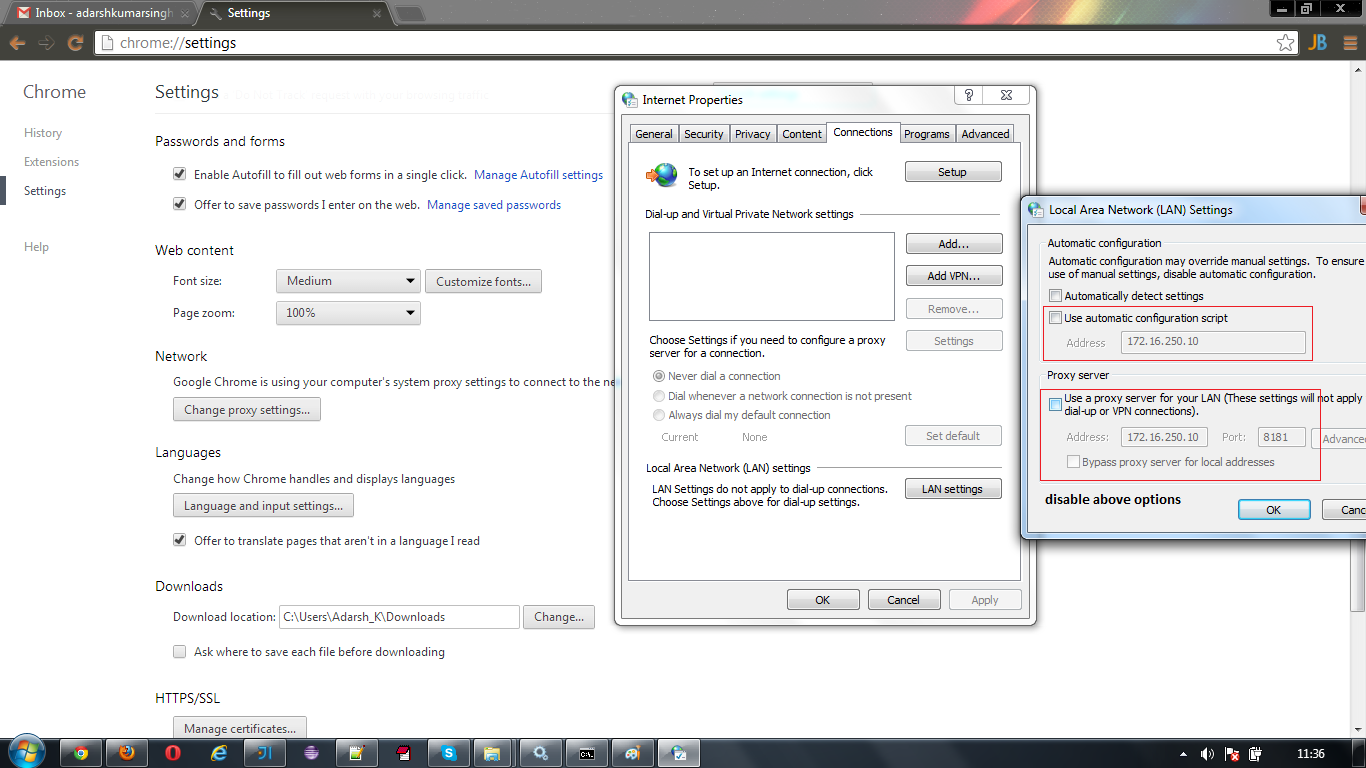 Inbox - adarshkumarsingh
Settings
chrome://settings
JB
Chrome
History
Extensions
Settings
Help
Settings
Passwords and forms
Enable Autofill to fill out web forms in a single click. Manage Autofill settings
Offer to save passwords I enter on the web. Manage saved passwords
Web content
Font size: Medium Customize fonts...
Page zoom: 100%
Network
Google Chrome is using your computer's system proxy settings to connect to the ne
Change proxy settings...
Languages
Change how Chrome handles and displays languages
Language and input settings...
Offer to translate pages that aren't in a language I read
Downloads
Download location: C:\Users\Adarsh_K\Downloads Change...
Ask where to save each file before downloading
HTTPS/SSL
Manage certificates...
Internet Properties
General Security Privacy Content Connections Programs Advanced
To set up an Internet connection, click
Setup.
Setup
Dial-up and Virtual Private Network settings
Add...
Add VPN...
Remove...
Choose Settings if you need to configure a proxy
server for a connection.
Settings
Never dial a connection
Dial whenever a network connection is not present
Always dial my default connection
Current None Set default
Local Area Network (LAN) settings
LAN Settings do not apply to dial-up connections.
Choose Settings above for dial-up settings.
LAN settings
OK Cancel Apply
Local Area Network (LAN) Settings
Automatic configuration
Automatic configuration may override manual settings. To ensure
use of manual settings, disable automatic configuration.
Automatically detect settings
Use automatic configuration script
Address 172.16.250.10
Proxy server
Use a proxy server for your LAN (These settings will not apply
dial-up or VPN connections).
Address: 172.16.250.10 Port: 8181 Advance
Bypass proxy server for local addresses
disable above options
OK Canc
11:36